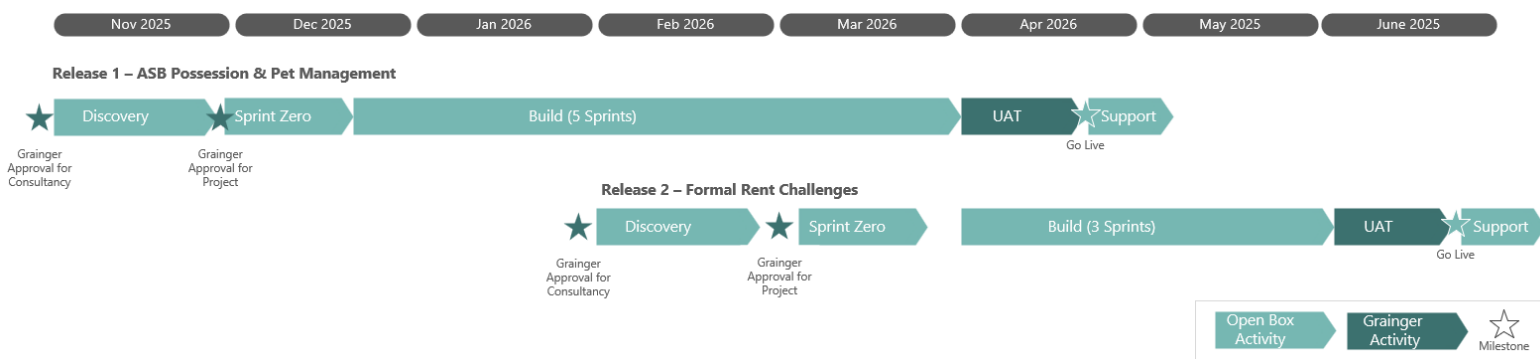 Nov 2025
Dec 2025
Jan 2026
Feb 2026
Mar 2026
Apr 2026
May 2026
June 2025
Release 1 – ASB Possession & Pet Management
Discovery
Sprint Zero
Build (5 Sprints)
UAT
Support
Go Live
Grainger
Approval for
Consultancy
Grainger
Approval for
Project
Release 2 – Formal Rent Challenges
Discovery
Sprint Zero
Build (3 Sprints)
UAT
Support
Go Live
Grainger
Approval for
Consultancy
Grainger
Approval for
Project
Open Box
Activity
Grainger
Activity
Milestone